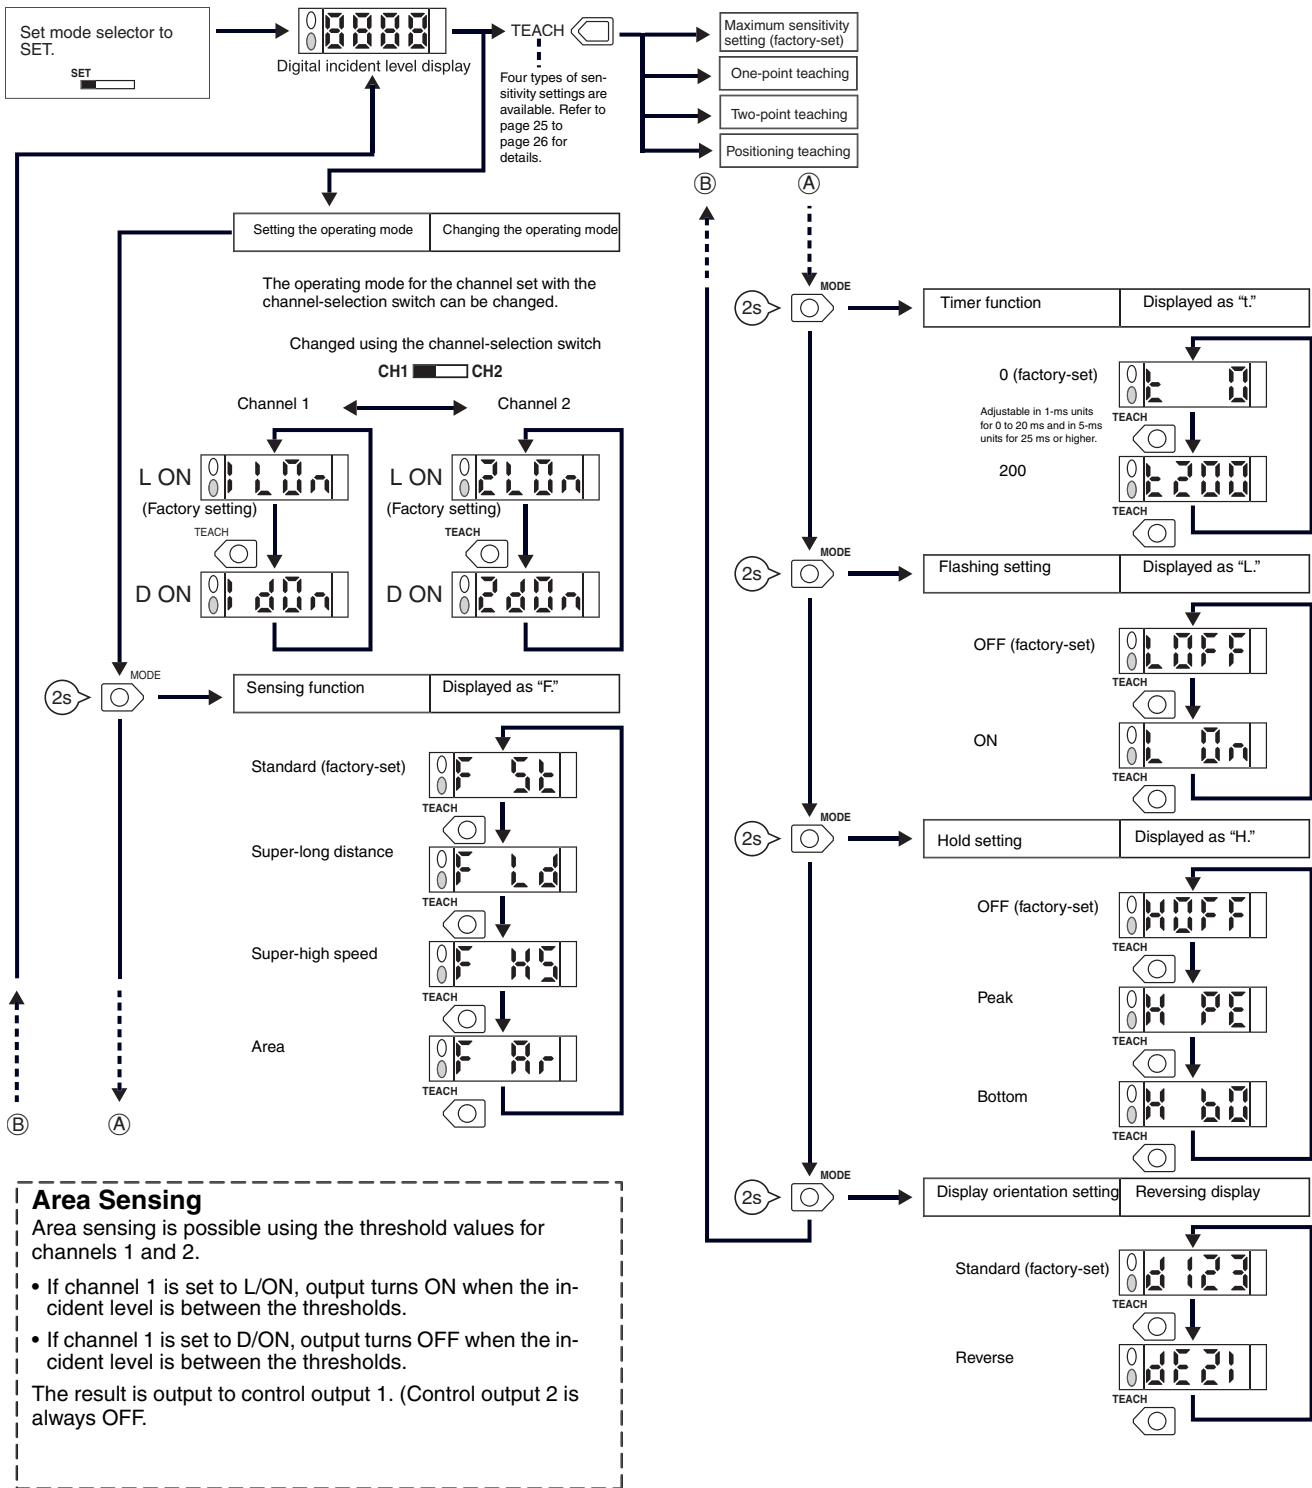 Set mode selector to
SET.
SET
8888
Digital incident level display
TEACH
Four types of sen-
sitivity settings are
available. Refer to
page 25 to
page 26 for
details.
Maximum sensitivity
setting (factory-set)
One-point teaching
Two-point teaching
Positioning teaching
Setting the operating mode
Changing the operating mode
The operating mode for the channel set with the
channel-selection switch can be changed.
Changed using the channel-selection switch
CH1 CH2
Channel 1
Channel 2
L ON
1 L0n
(Factory setting)
TEACH
D ON
1 d0n
L ON
2L0n
(Factory setting)
TEACH
D ON
2d0n
2s
MODE
Sensing function
Displayed as “F.”
Standard (factory-set)
F St
TEACH
Super-long distance
F Ld
TEACH
Super-high speed
F HS
TEACH
Area
F Ar
TEACH
B
A
Area Sensing
Area sensing is possible using the threshold values for
channels 1 and 2.
• If channel 1 is set to L/ON, output turns ON when the in-
cident level is between the thresholds.
• If channel 1 is set to D/ON, output turns OFF when the in-
cident level is between the thresholds.
The result is output to control output 1. (Control output 2 is
always OFF.
B
A
2s
MODE
Timer function
Displayed as “t.”
0 (factory-set)
t 0
Adjustable in 1-ms units
for 0 to 20 ms and in 5-ms
units for 25 ms or higher.
TEACH
200
t200
TEACH
2s
MODE
Flashing setting
Displayed as “L.”
OFF (factory-set)
L0FF
TEACH
ON
L 0n
TEACH
2s
MODE
Hold setting
Displayed as “H.”
OFF (factory-set)
H0FF
TEACH
Peak
H PE
TEACH
Bottom
H b0
TEACH
2s
MODE
Display orientation setting
Reversing display
Standard (factory-set)
d 123
TEACH
Reverse
dE21
TEACH